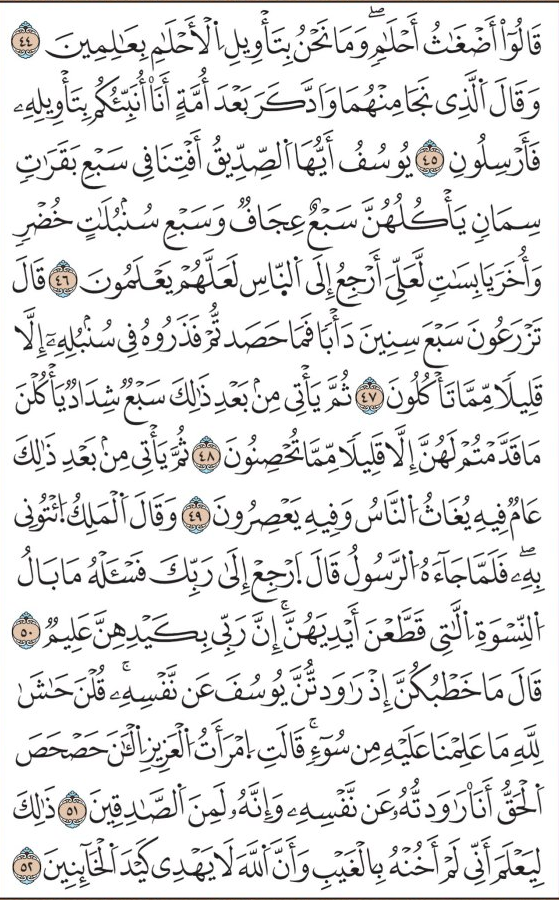 قَالُوٓاْ أَضۡغَٰثُ أَحۡلَٰمٖۖ وَمَا نَحۡنُ بِتَأۡوِيلِ ٱلۡأَحۡلَٰمِ بِعَٰلِمِينَ ٤٤
وَقَالَ ٱلَّذِي نَجَا مِنۡهُمَا وَٱدَّكَرَ بَعۡدَ أُمَّةٍ أَنَا۠ أُنَبِّئُكُم بِتَأۡوِيلِهِۦ
فَأَرۡسِلُونِ ٤٥ يُوسُفُ أَيُّهَا ٱلصِّدِّيقُ أَفۡتِنَا فِي سَبۡعِ بَقَرَٰتٖ
سِمَانٖ يَأۡكُلُهُنَّ سَبۡعٌ عِجَافٞ وَسَبۡعِ سُنۢبُلَٰتٍ خُضۡرٖ
وَأُخَرَ يَابِسَٰتٖ لَّعَلِّيٓ أَرۡجِعُ إِلَى ٱلنَّاسِ لَعَلَّهُمۡ يَعۡلَمُونَ ٤٦ قَالَ
تَزۡرَعُونَ سَبۡعَ سِنِينَ دَأَبٗا فَمَا حَصَدتُّمۡ فَذَرُوهُ فِي سُنۢبُلِهِۦٓ إِلَّا
قَلِيلٗا مِّمَّا تَأۡكُلُونَ ٤٧ ثُمَّ يَأۡتِي مِنۢ بَعۡدِ ذَٰلِكَ سَبۡعٞ شِدَادٞ يَأۡكُلۡنَ
مَا قَدَّمۡتُمۡ لَهُنَّ إِلَّا قَلِيلٗا مِّمَّا تُحۡصِنُونَ ٤٨ ثُمَّ يَأۡتِي مِنۢ بَعۡدِ ذَٰلِكَ
عَامٞ فِيهِ يُغَاثُ ٱلنَّاسُ وَفِيهِ يَعۡصِرُونَ ٤٩ وَقَالَ ٱلۡمَلِكُ ٱئۡتُونِي
بِهِۦۖ فَلَمَّا جَآءَهُ ٱلرَّسُولُ قَالَ ٱرۡجِعۡ إِلَىٰ رَبِّكَ فَسۡـَٔلۡهُ مَا بَالُ
ٱلنِّسۡوَةِ ٱلَّٰتِي قَطَّعۡنَ أَيۡدِيَهُنَّۚ إِنَّ رَبِّي بِكَيۡدِهِنَّ عَلِيمٞ ٥٠
قَالَ مَا خَطۡبُكُنَّ إِذۡ رَٰوَدتُّنَّ يُوسُفَ عَن نَّفۡسِهِۦۚ قُلۡنَ حَٰشَ
لِلَّهِ مَا عَلِمۡنَا عَلَيۡهِ مِن سُوٓءٖۚ قَالَتِ ٱمۡرَأَتُ ٱلۡعَزِيزِ ٱلۡـَٰٔنَ حَصۡحَصَ
ٱلۡحَقُّ أَنَا۠ رَٰوَدتُّهُۥ عَن نَّفۡسِهِۦ وَإِنَّهُۥ لَمِنَ ٱلصَّٰدِقِينَ ٥١ ذَٰلِكَ
لِيَعۡلَمَ أَنِّي لَمۡ أَخُنۡهُ بِٱلۡغَيۡبِ وَأَنَّ ٱللَّهَ لَا يَهۡدِي كَيۡدَ ٱلۡخَآئِنِينَ ٥٢